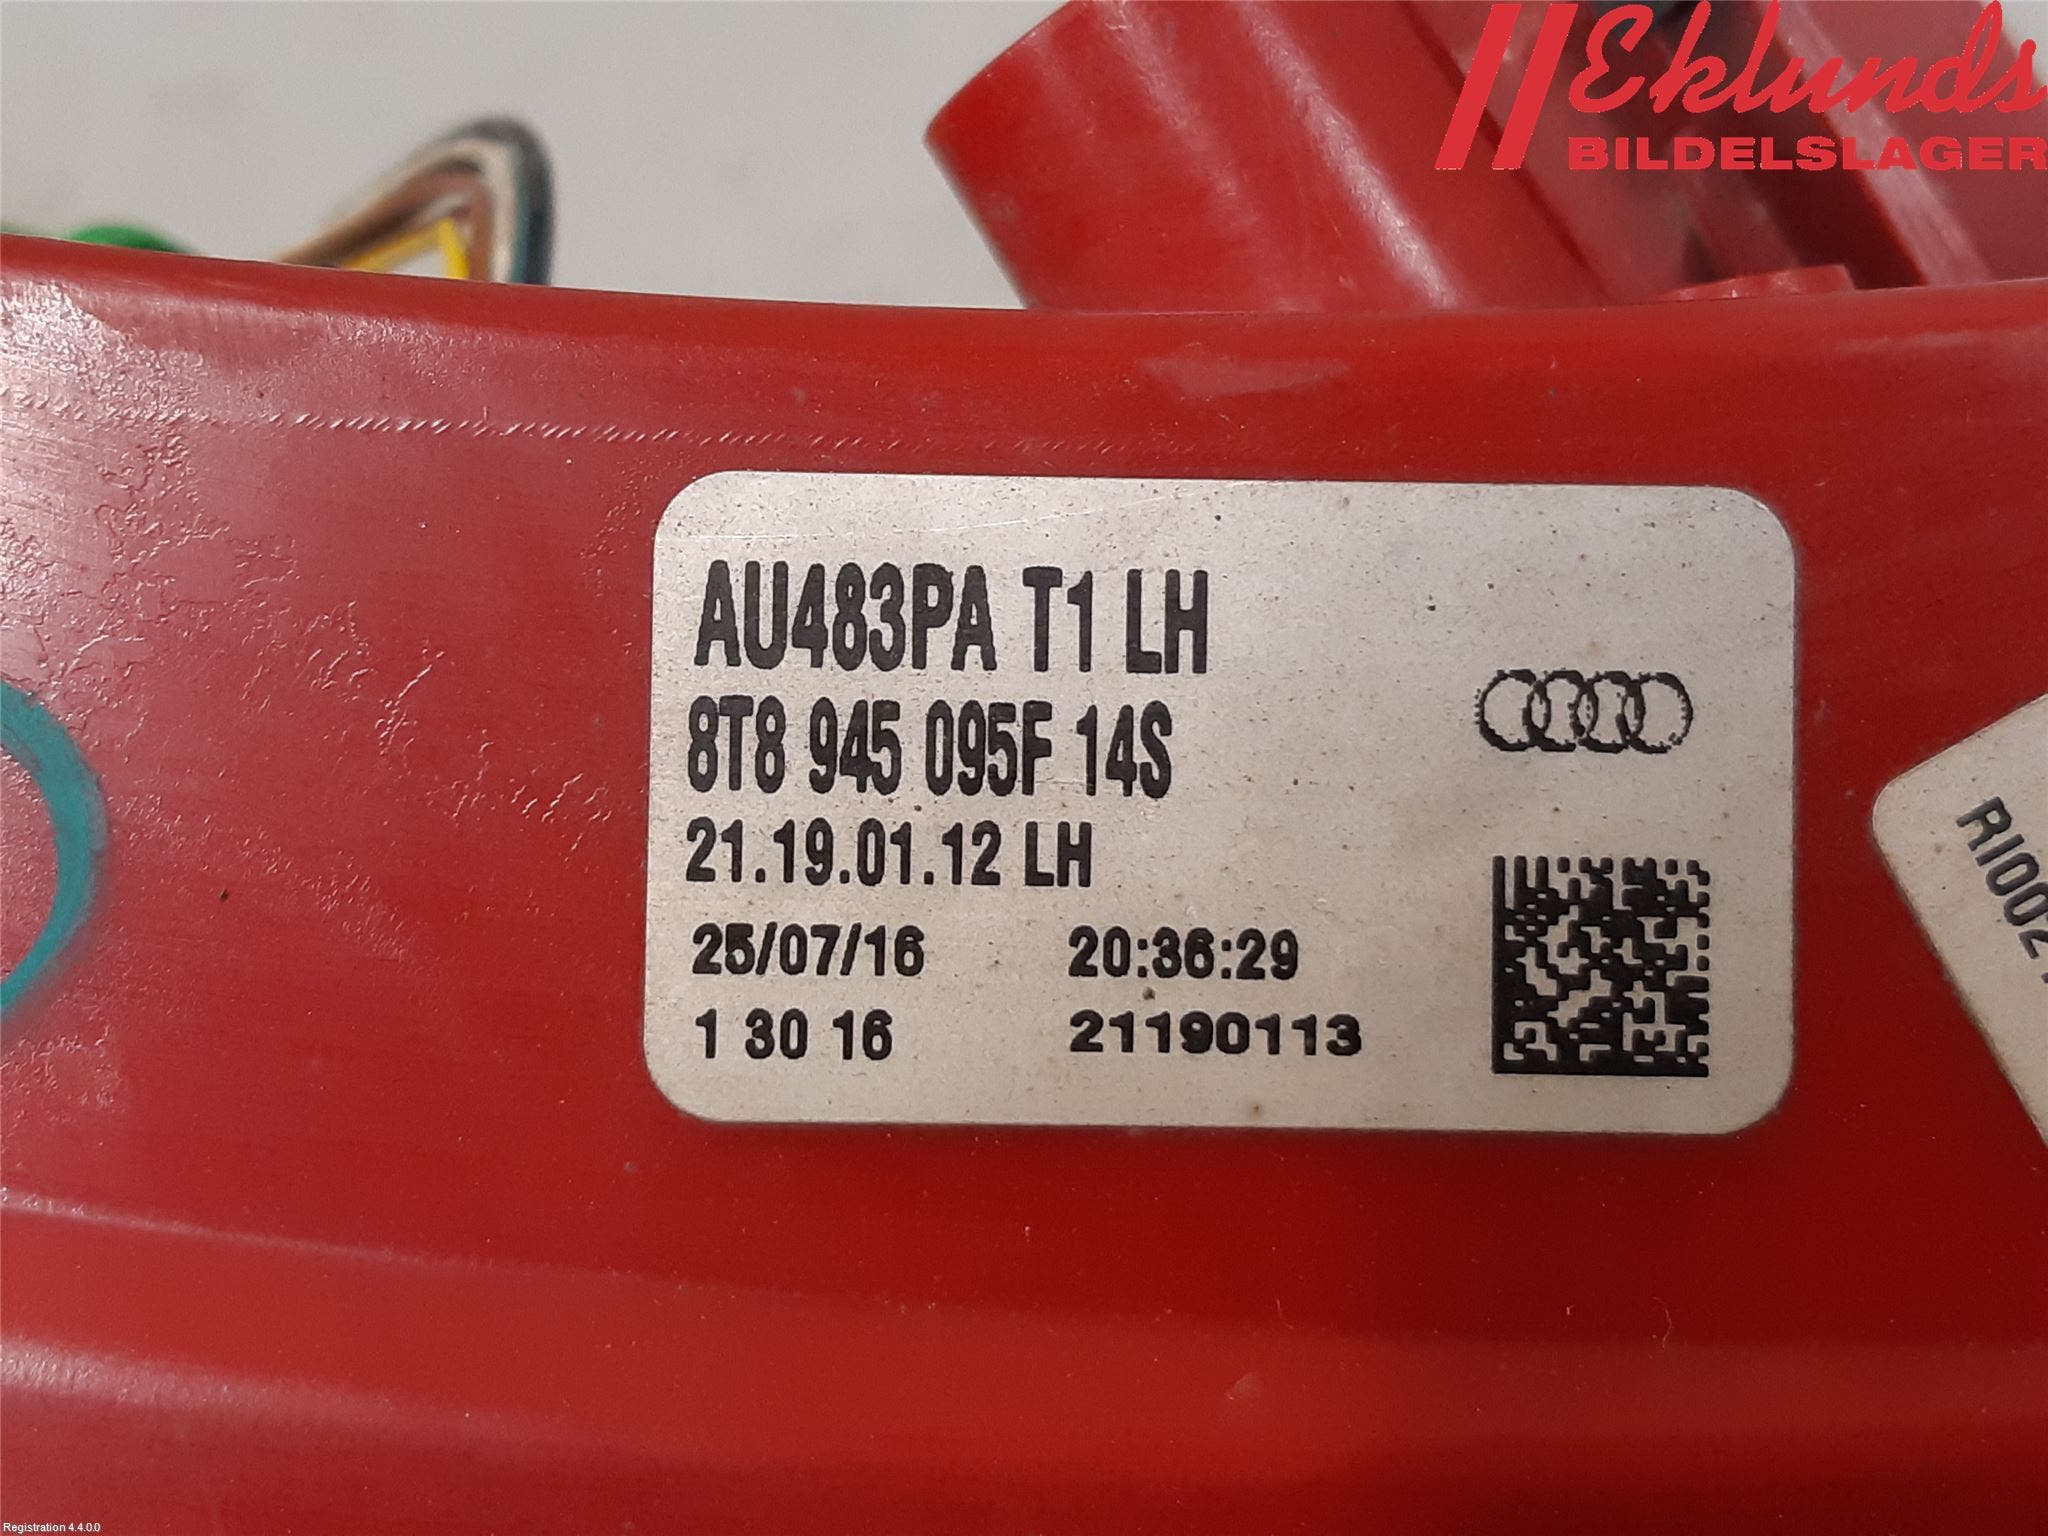 Eklunds
BILDELSLAGER
AU483PA T1 LH
8T8 945 095F 14S
21.19.01.12 LH
25/07/16 20:36:29
1 30 16 21190113
RI002
Registration 4.4.0.0